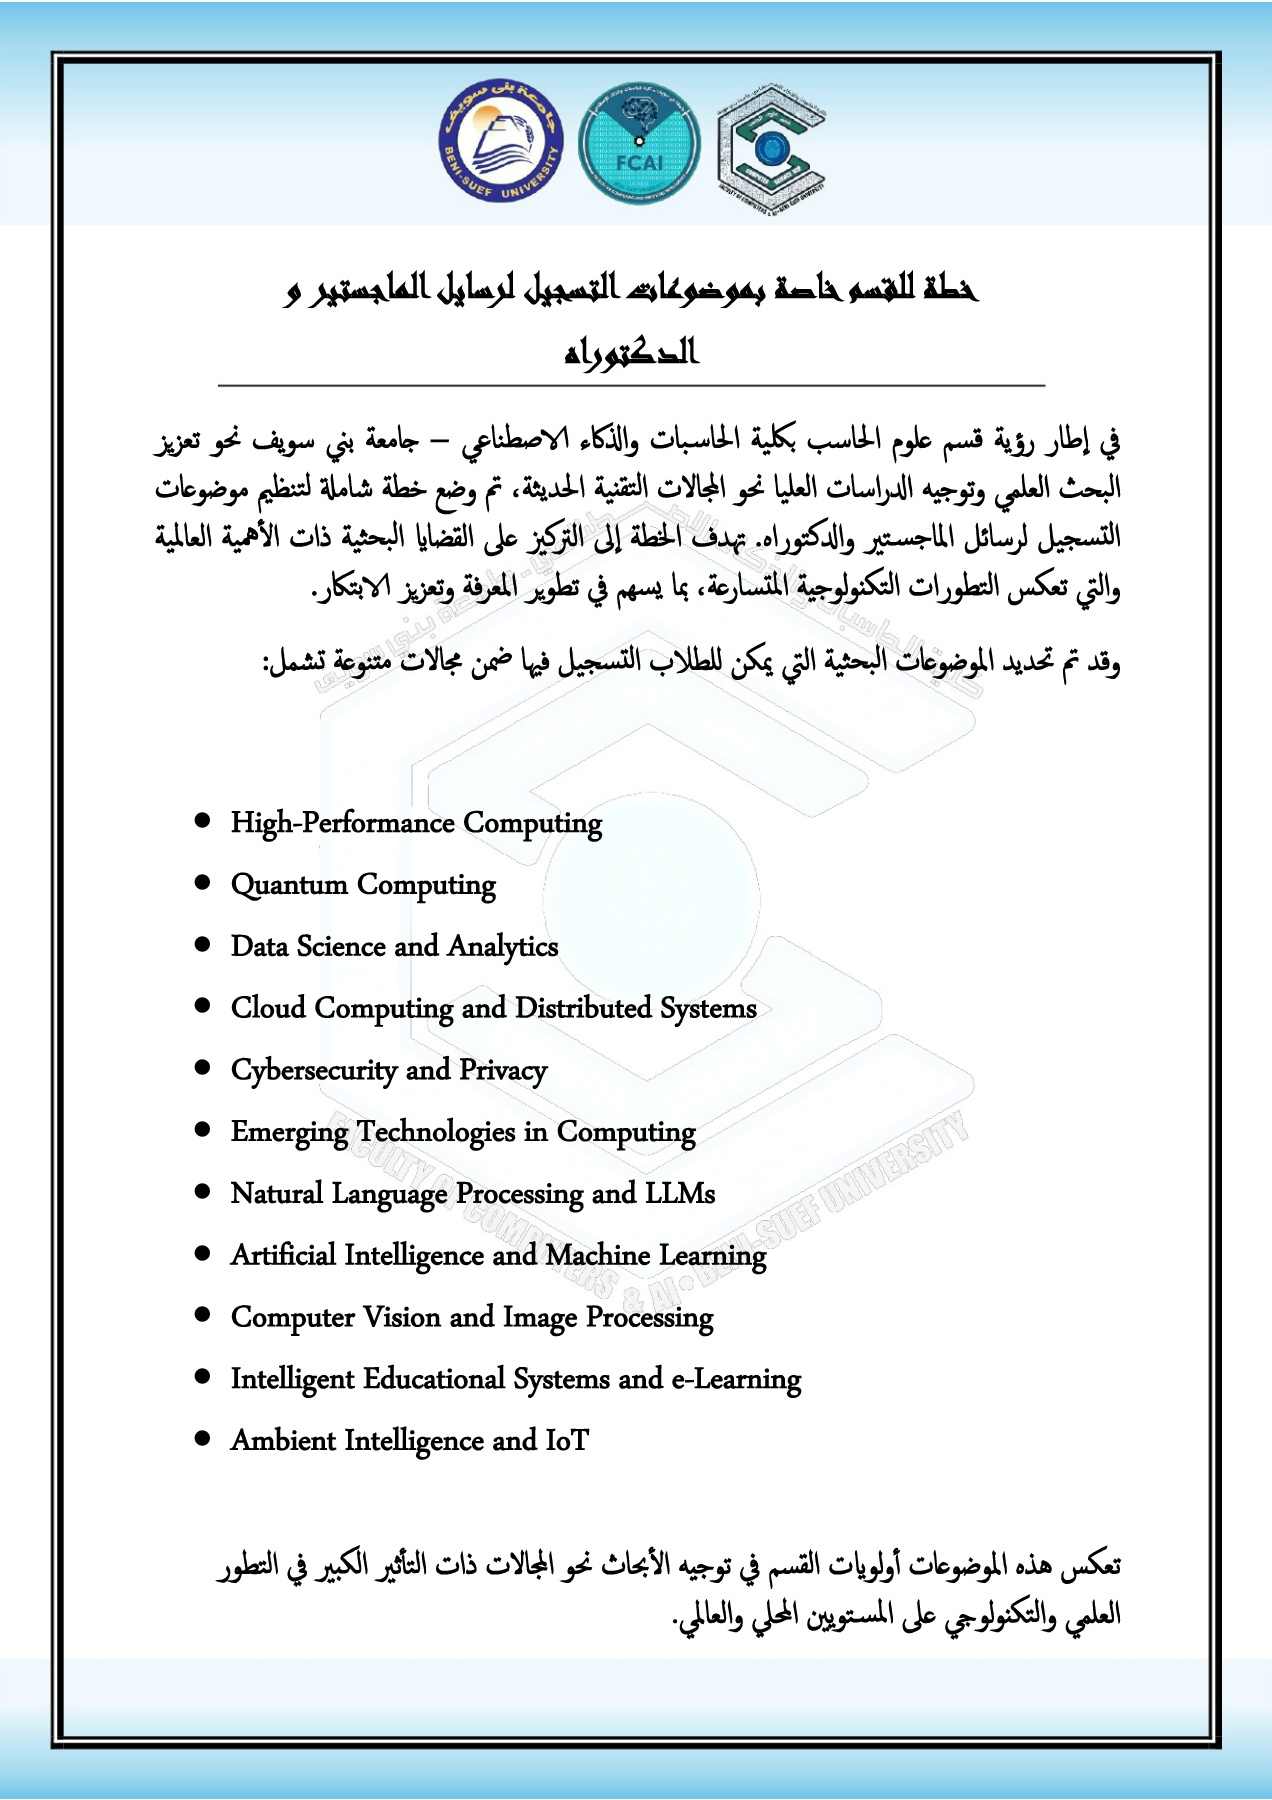 جامعة بنى سويف
BENI-SUEF UNIVERSITY
FCAI
خطة للقسم خاصة بموضوعات التسجيل لرسايل الماجستير و
الدكتوراه
في إطار رؤية قسم علوم الحاسب بكلية الحاسبات والذكاء الاصطناعي – جامعة بني سويف نحو تعزيز
البحث العلمي وتوجيه الدراسات العليا نحو المجالات التقنية الحديثة، تم وضع خطة شاملة لتنظيم موضوعات
التسجيل لرسائل الماجستير والدكتوراه. تهدف الخطة إلى التركيز على القضايا البحثية ذات الأهمية العالمية
والتي تعكس التطورات التكنولوجية المتسارعة، بما يسهم في تطوير المعرفة وتعزيز الابتكار.
وقد تم تحديد الموضوعات البحثية التي يمكن للطلاب التسجيل فيها ضمن مجالات متنوعة تشمل:
• High-Performance Computing
• Quantum Computing
• Data Science and Analytics
• Cloud Computing and Distributed Systems
• Cybersecurity and Privacy
• Emerging Technologies in Computing
• Natural Language Processing and LLMs
• Artificial Intelligence and Machine Learning
• Computer Vision and Image Processing
• Intelligent Educational Systems and e-Learning
• Ambient Intelligence and IoT
FACULTY OF COMPUTERS & AI • BENI-SUEF UNIVERSITY
تعكس هذه الموضوعات أولويات القسم في توجيه الأبحاث نحو المجالات ذات التأثير الكبير في التطور
العلمي والتكنولوجي على المستويين المحلي والعالمي.